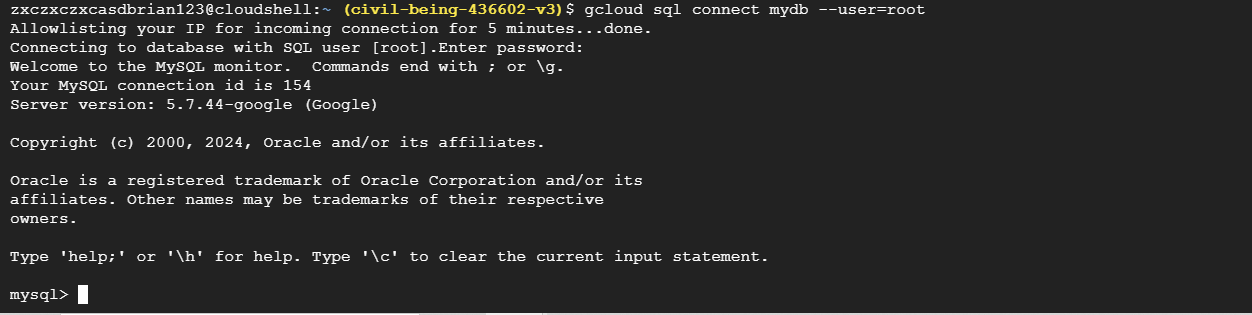 zxczxczxcasdbrian123@cloudshell:~ (civil-being-436602-v3)$ gcloud sql connect mydb --user=root
Allowlisting your IP for incoming connection for 5 minutes...done.
Connecting to database with SQL user [root].Enter password:
Welcome to the MySQL monitor.  Commands end with ; or \g.
Your MySQL connection id is 154
Server version: 5.7.44-google (Google)
Copyright (c) 2000, 2024, Oracle and/or its affiliates.
Oracle is a registered trademark of Oracle Corporation and/or its
affiliates. Other names may be trademarks of their respective
owners.
Type 'help;' or '\h' for help. Type '\c' to clear the current input statement.
mysql>